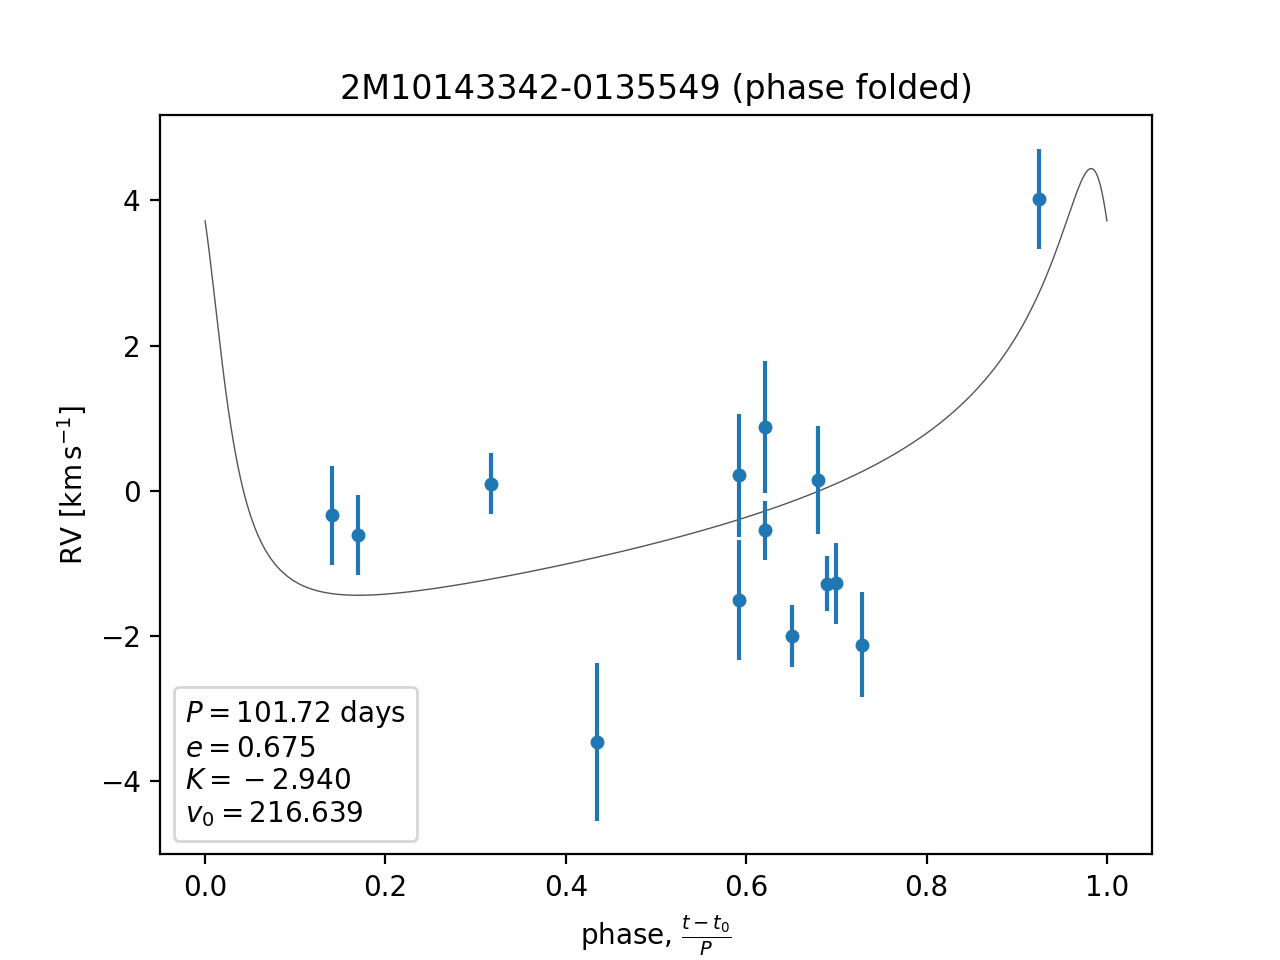 2M10143342-0135549 (phase folded)
RV [km s⁻¹]
4
2
0
−2
−4
P = 101.72 days
e = 0.675
K = −2.940
v₀ = 216.639
0.0 0.2 0.4 0.6 0.8 1.0
phase, (t − t₀)/P